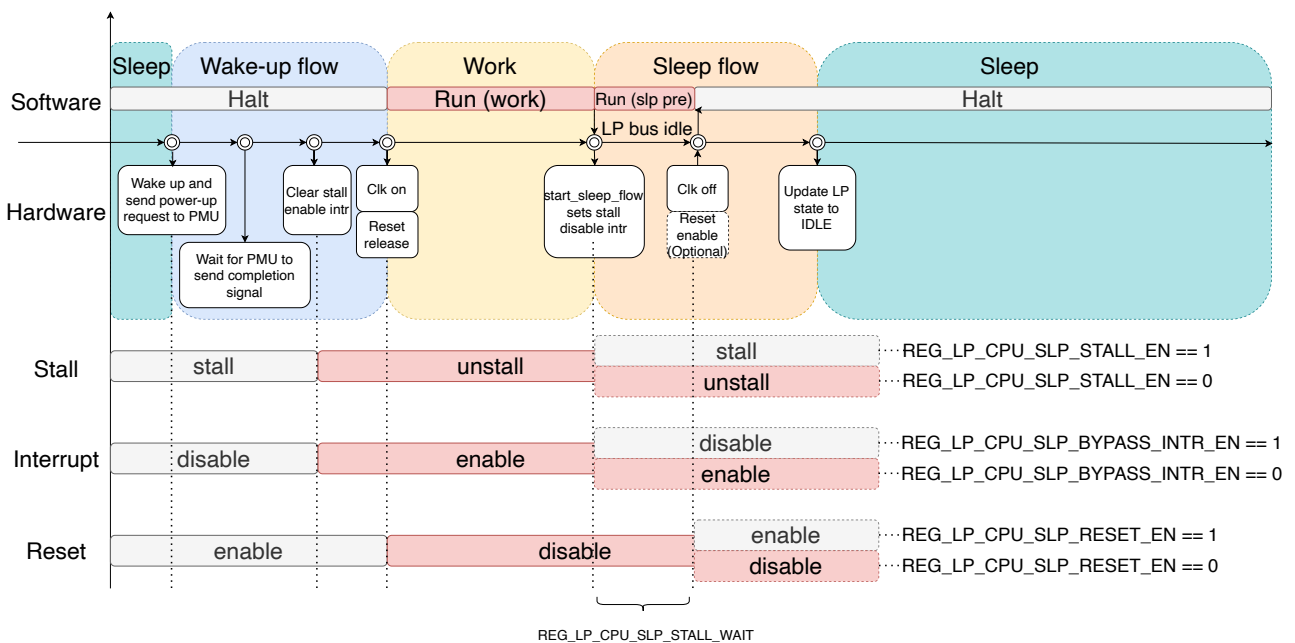 Sleep
Wake-up flow
Work
Sleep flow
Sleep
Software
Halt
Run (work)
Run (slp pre)
Halt
LP bus idle
Hardware
Wake up and
send power-up
request to PMU
Wait for PMU to
send completion
signal
Clear stall
enable intr
Clk on
Reset
release
start_sleep_flow
sets stall
disable intr
Clk off
Reset
enable
(Optional)
Update LP
state to
IDLE
Stall
stall
unstall
stall
unstall
REG_LP_CPU_SLP_STALL_EN == 1
REG_LP_CPU_SLP_STALL_EN == 0
Interrupt
disable
enable
disable
enable
REG_LP_CPU_SLP_BYPASS_INTR_EN == 1
REG_LP_CPU_SLP_BYPASS_INTR_EN == 0
Reset
enable
disable
enable
disable
REG_LP_CPU_SLP_RESET_EN == 1
REG_LP_CPU_SLP_RESET_EN == 0
REG_LP_CPU_SLP_STALL_WAIT